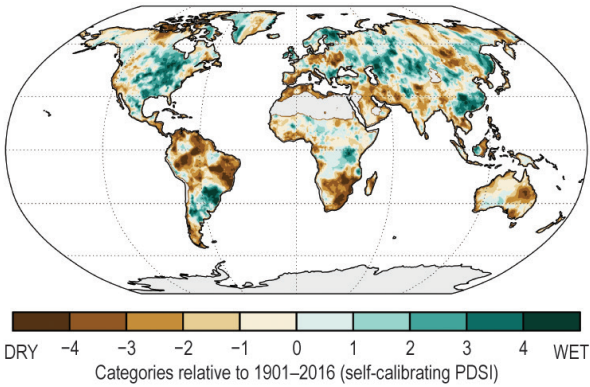 DRY −4 −3 −2 −1 0 1 2 3 4 WET
Categories relative to 1901–2016 (self-calibrating PDSI)